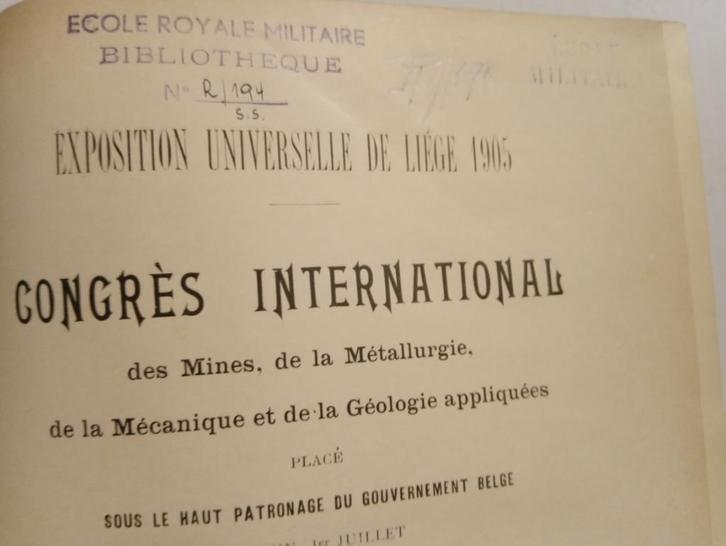 ECOLE ROYALE MILITAIRE
BIBLIOTHEQUE
N° R/194
S.S.
EXPOSITION UNIVERSELLE DE LIÉGE 1905
CONGRÈS INTERNATIONAL
des Mines, de la Métallurgie,
de la Mécanique et de la Géologie appliquées
PLACÉ
SOUS LE HAUT PATRONAGE DU GOUVERNEMENT BELGE
1er JUILLET